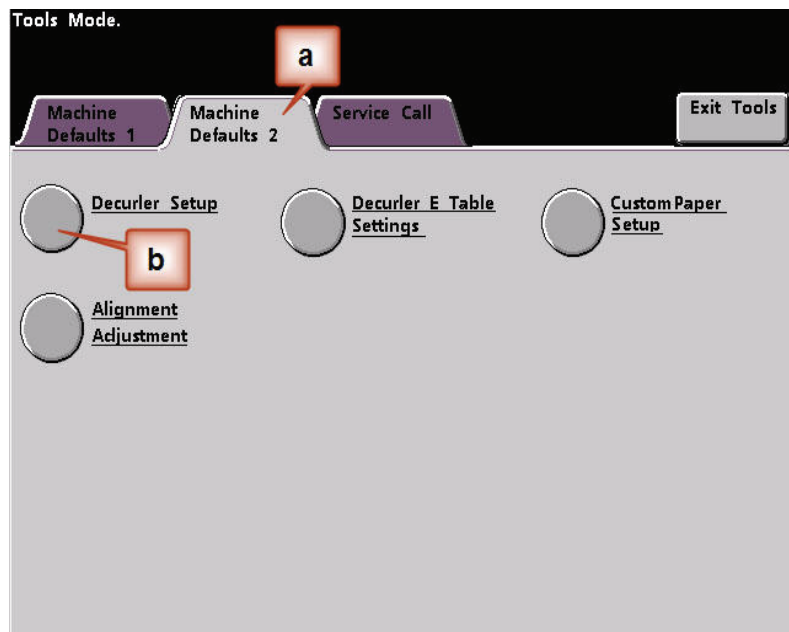 Tools Mode.
a
Machine
Defaults 1
Machine
Defaults 2
Service Call
Exit Tools
Decurler Setup
Decurler E Table
Settings
Custom Paper
Setup
b
Alignment
Adjustment